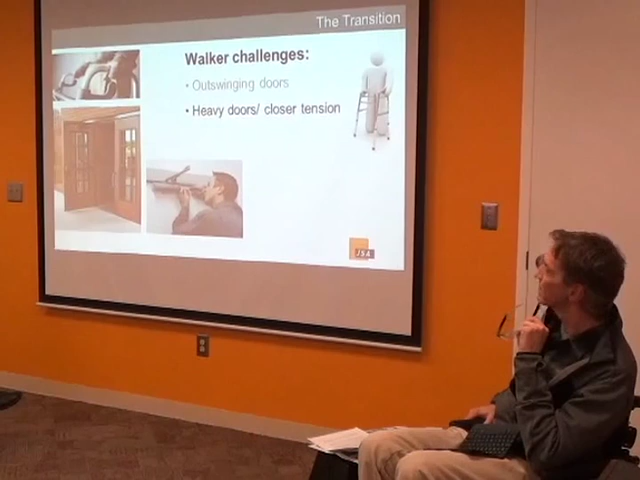 The Transition
Walker challenges:
• Outswinging doors
• Heavy doors/ closer tension
JSA